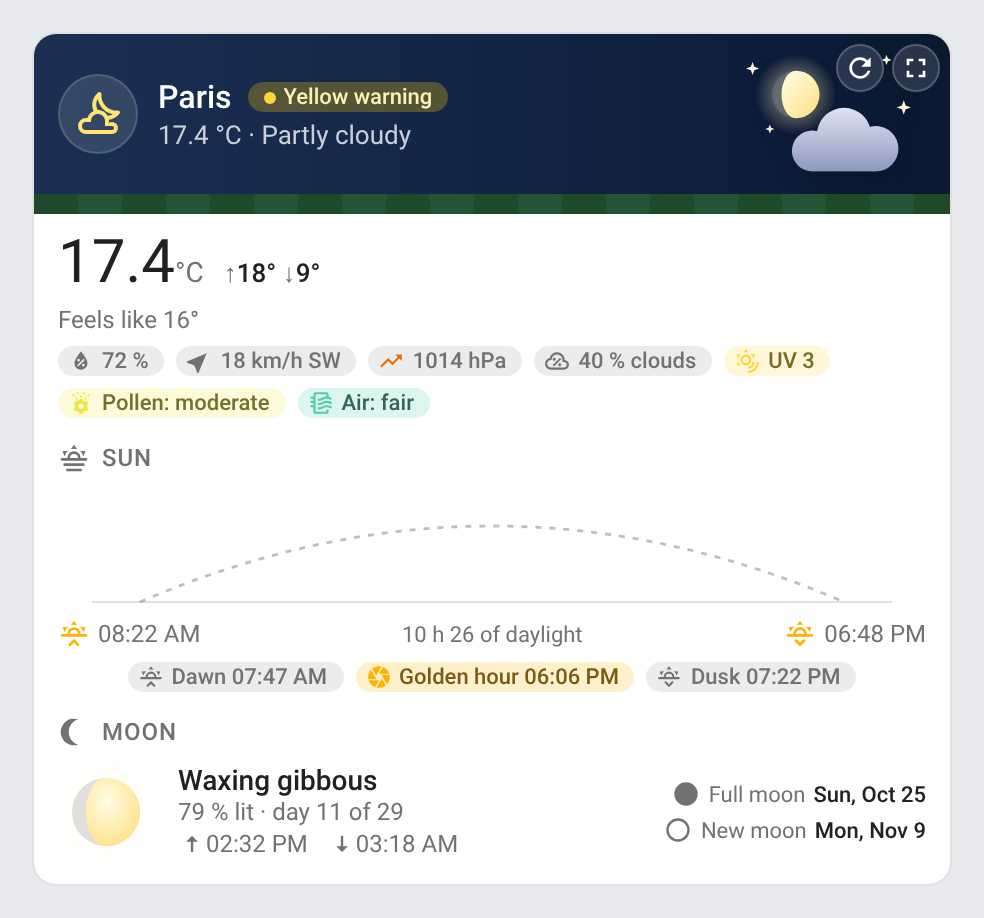 Paris Yellow warning
17.4 °C · Partly cloudy
17.4°C ↑18° ↓9°
Feels like 16°
72 % 18 km/h SW 1014 hPa 40 % clouds UV 3
Pollen: moderate Air: fair
SUN
08:22 AM 10 h 26 of daylight 06:48 PM
Dawn 07:47 AM Golden hour 06:06 PM Dusk 07:22 PM
MOON
Waxing gibbous
79 % lit · day 11 of 29
↑ 02:32 PM ↓ 03:18 AM
Full moon Sun, Oct 25
New moon Mon, Nov 9